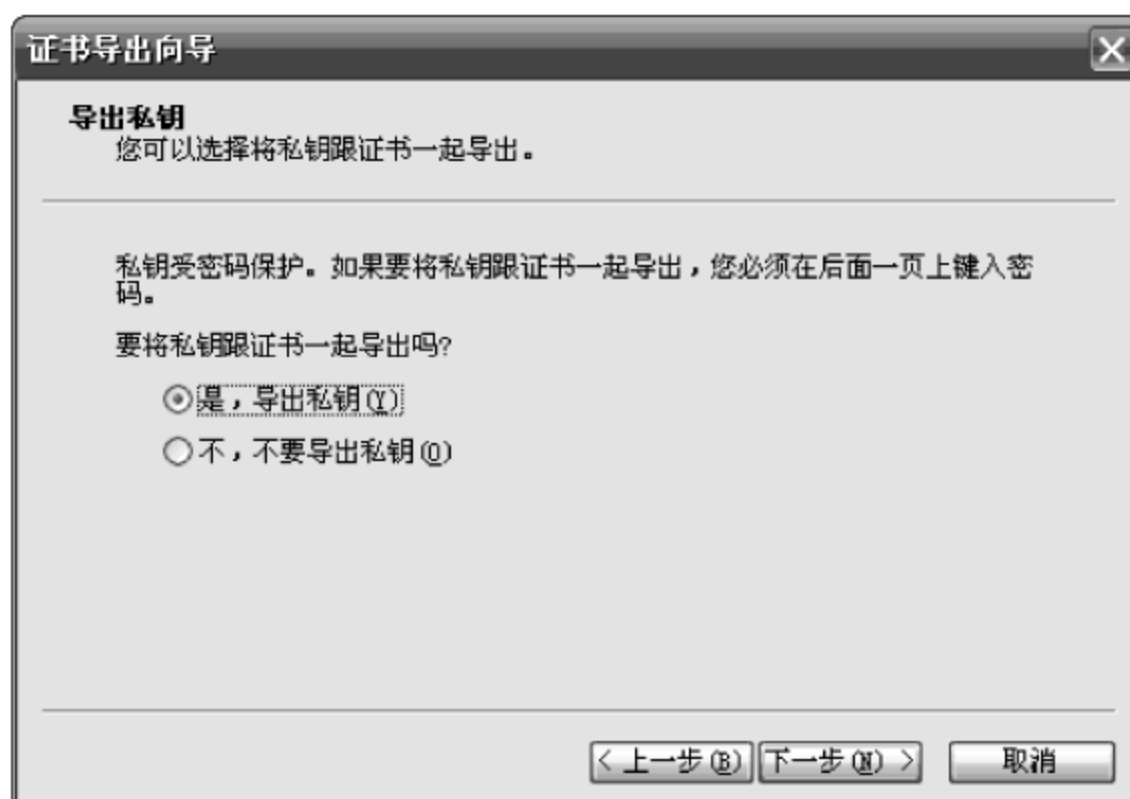 证书导出向导
导出私钥
您可以选择将私钥跟证书一起导出。
私钥受密码保护。如果要将私钥跟证书一起导出，您必须在后面一页上键入密
码。
要将私钥跟证书一起导出吗?
是，导出私钥(Y)
不，不要导出私钥(O)
< 上一步(B) 下一步(N) > 取消